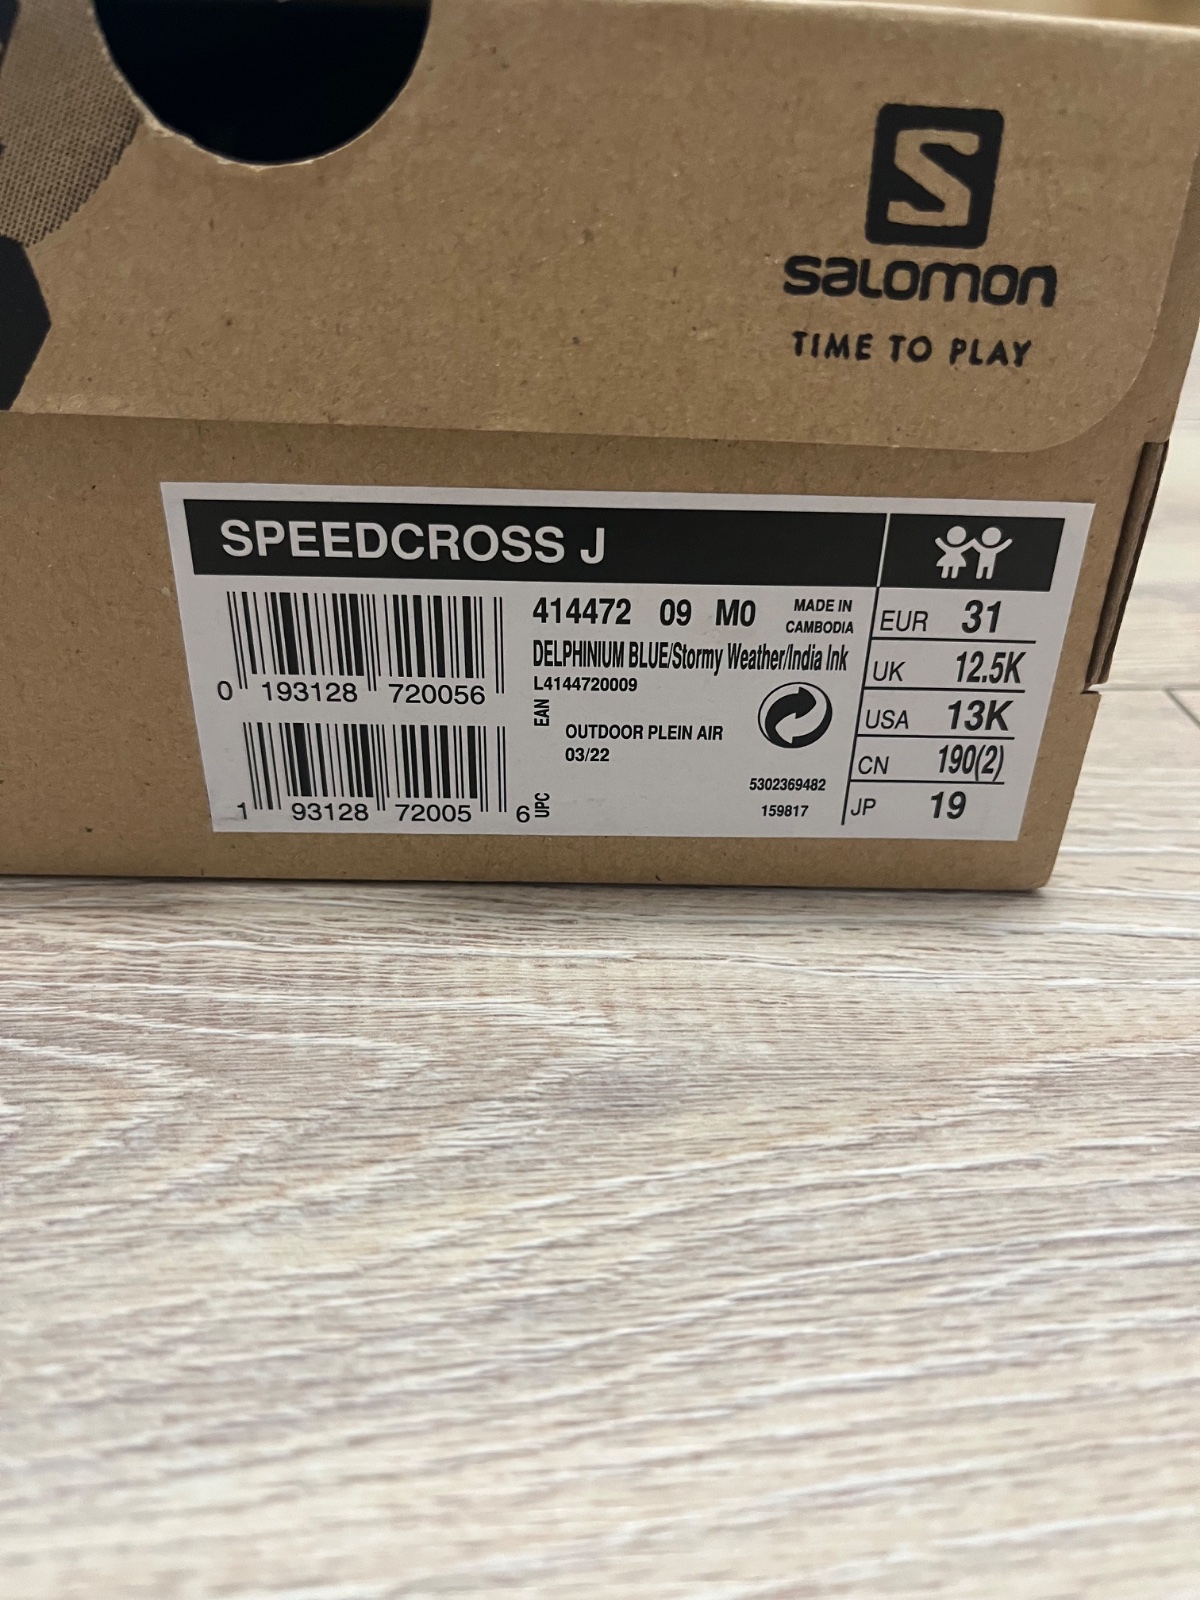 S
SALOMON
TIME TO PLAY
SPEEDCROSS J
0 193128 720056
EAN
1 93128 72005 6
UPC
414472 09 M0
MADE IN
CAMBODIA
DELPHINIUM BLUE/Stormy Weather/India Ink
L4144720009
OUTDOOR PLEIN AIR
03/22
5302369482
159817
EUR 31
UK 12.5K
USA 13K
CN 190(2)
JP 19